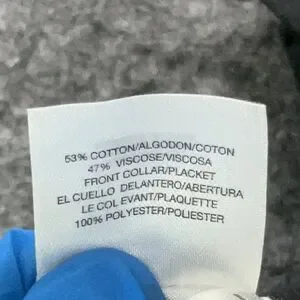 53% COTTON/ALGODON/COTON
47% VISCOSE/VISCOSA
FRONT COLLAR/PLACKET
EL CUELLO DELANTERO/ABERTURA
LE COL EVANT/PLAQUETTE
100% POLYESTER/POLIESTER